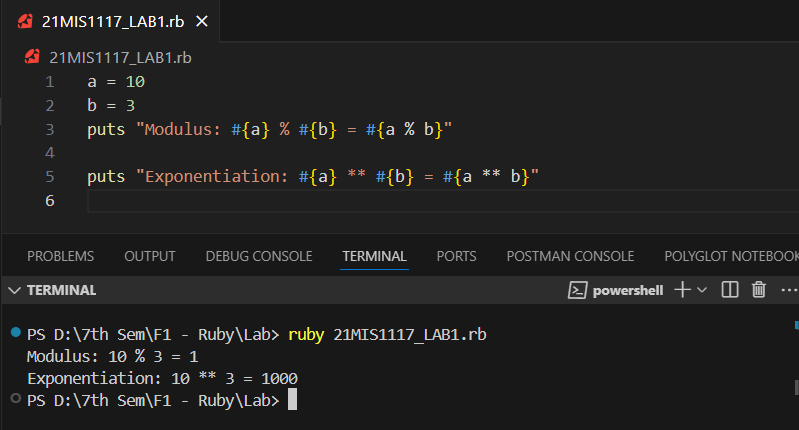 21MIS1117_LAB1.rb
21MIS1117_LAB1.rb
1 a = 10
2 b = 3
3 puts "Modulus: #{a} % #{b} = #{a % b}"
4
5 puts "Exponentiation: #{a} ** #{b} = #{a ** b}"
6
PROBLEMS OUTPUT DEBUG CONSOLE TERMINAL PORTS POSTMAN CONSOLE POLYGLOT NOTEBOOK
TERMINAL powershell
PS D:\7th Sem\F1 - Ruby\Lab> ruby 21MIS1117_LAB1.rb
Modulus: 10 % 3 = 1
Exponentiation: 10 ** 3 = 1000
PS D:\7th Sem\F1 - Ruby\Lab>